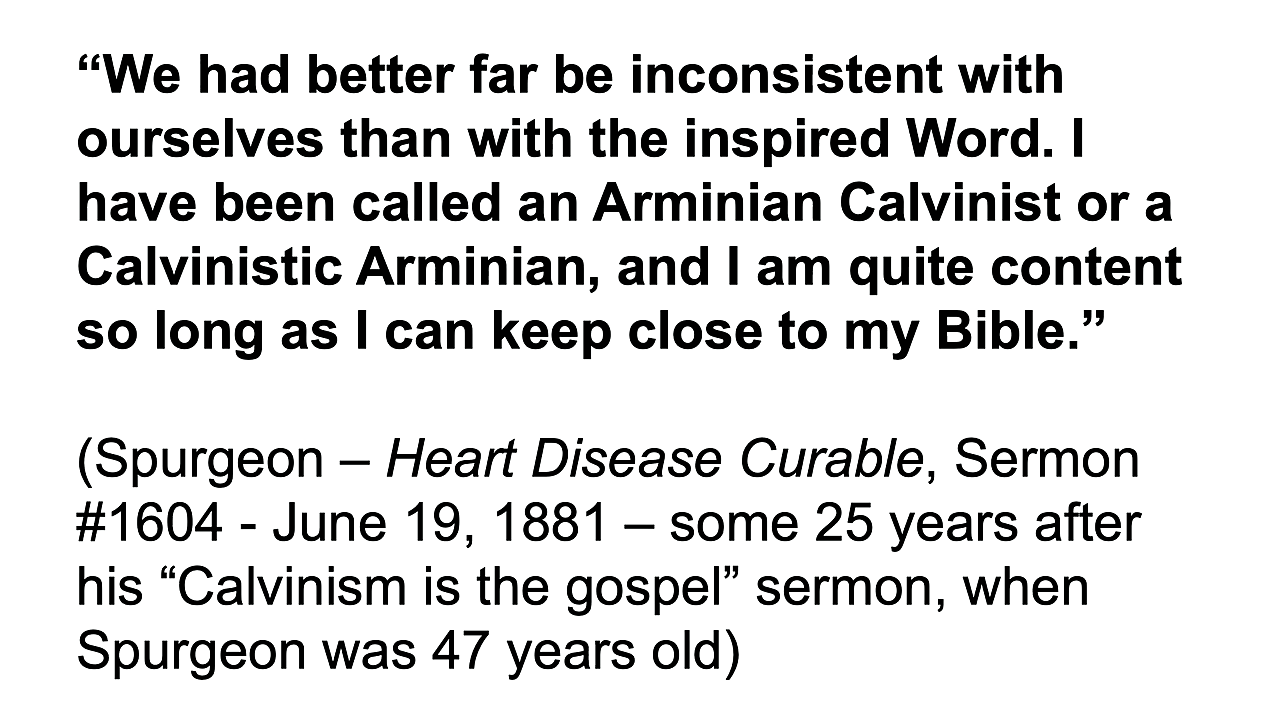 “We had better far be inconsistent with
ourselves than with the inspired Word. I
have been called an Arminian Calvinist or a
Calvinistic Arminian, and I am quite content
so long as I can keep close to my Bible.”
(Spurgeon – Heart Disease Curable, Sermon
#1604 - June 19, 1881 – some 25 years after
his “Calvinism is the gospel” sermon, when
Spurgeon was 47 years old)